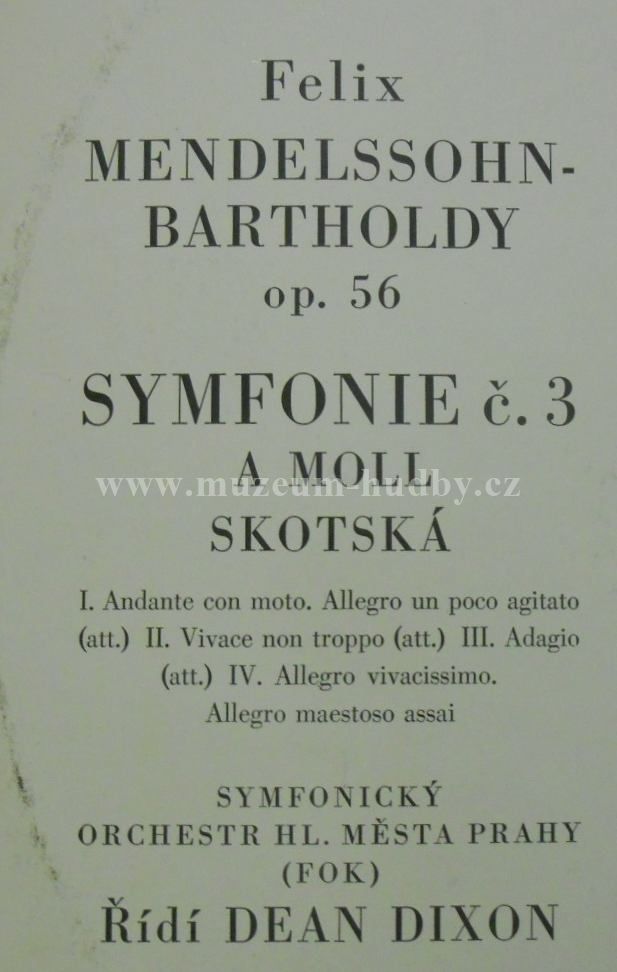 Felix
MENDELSSOHN-
BARTHOLDY
op. 56
SYMFONIE č. 3
A MOLL
www.muzeum-hudby.cz
SKOTSKÁ
I. Andante con moto. Allegro un poco agitato
(att.) II. Vivace non troppo (att.) III. Adagio
(att.) IV. Allegro vivacissimo.
Allegro maestoso assai
SYMFONICKÝ
ORCHESTR HL. MĚSTA PRAHY
(FOK)
Řídí DEAN DIXON